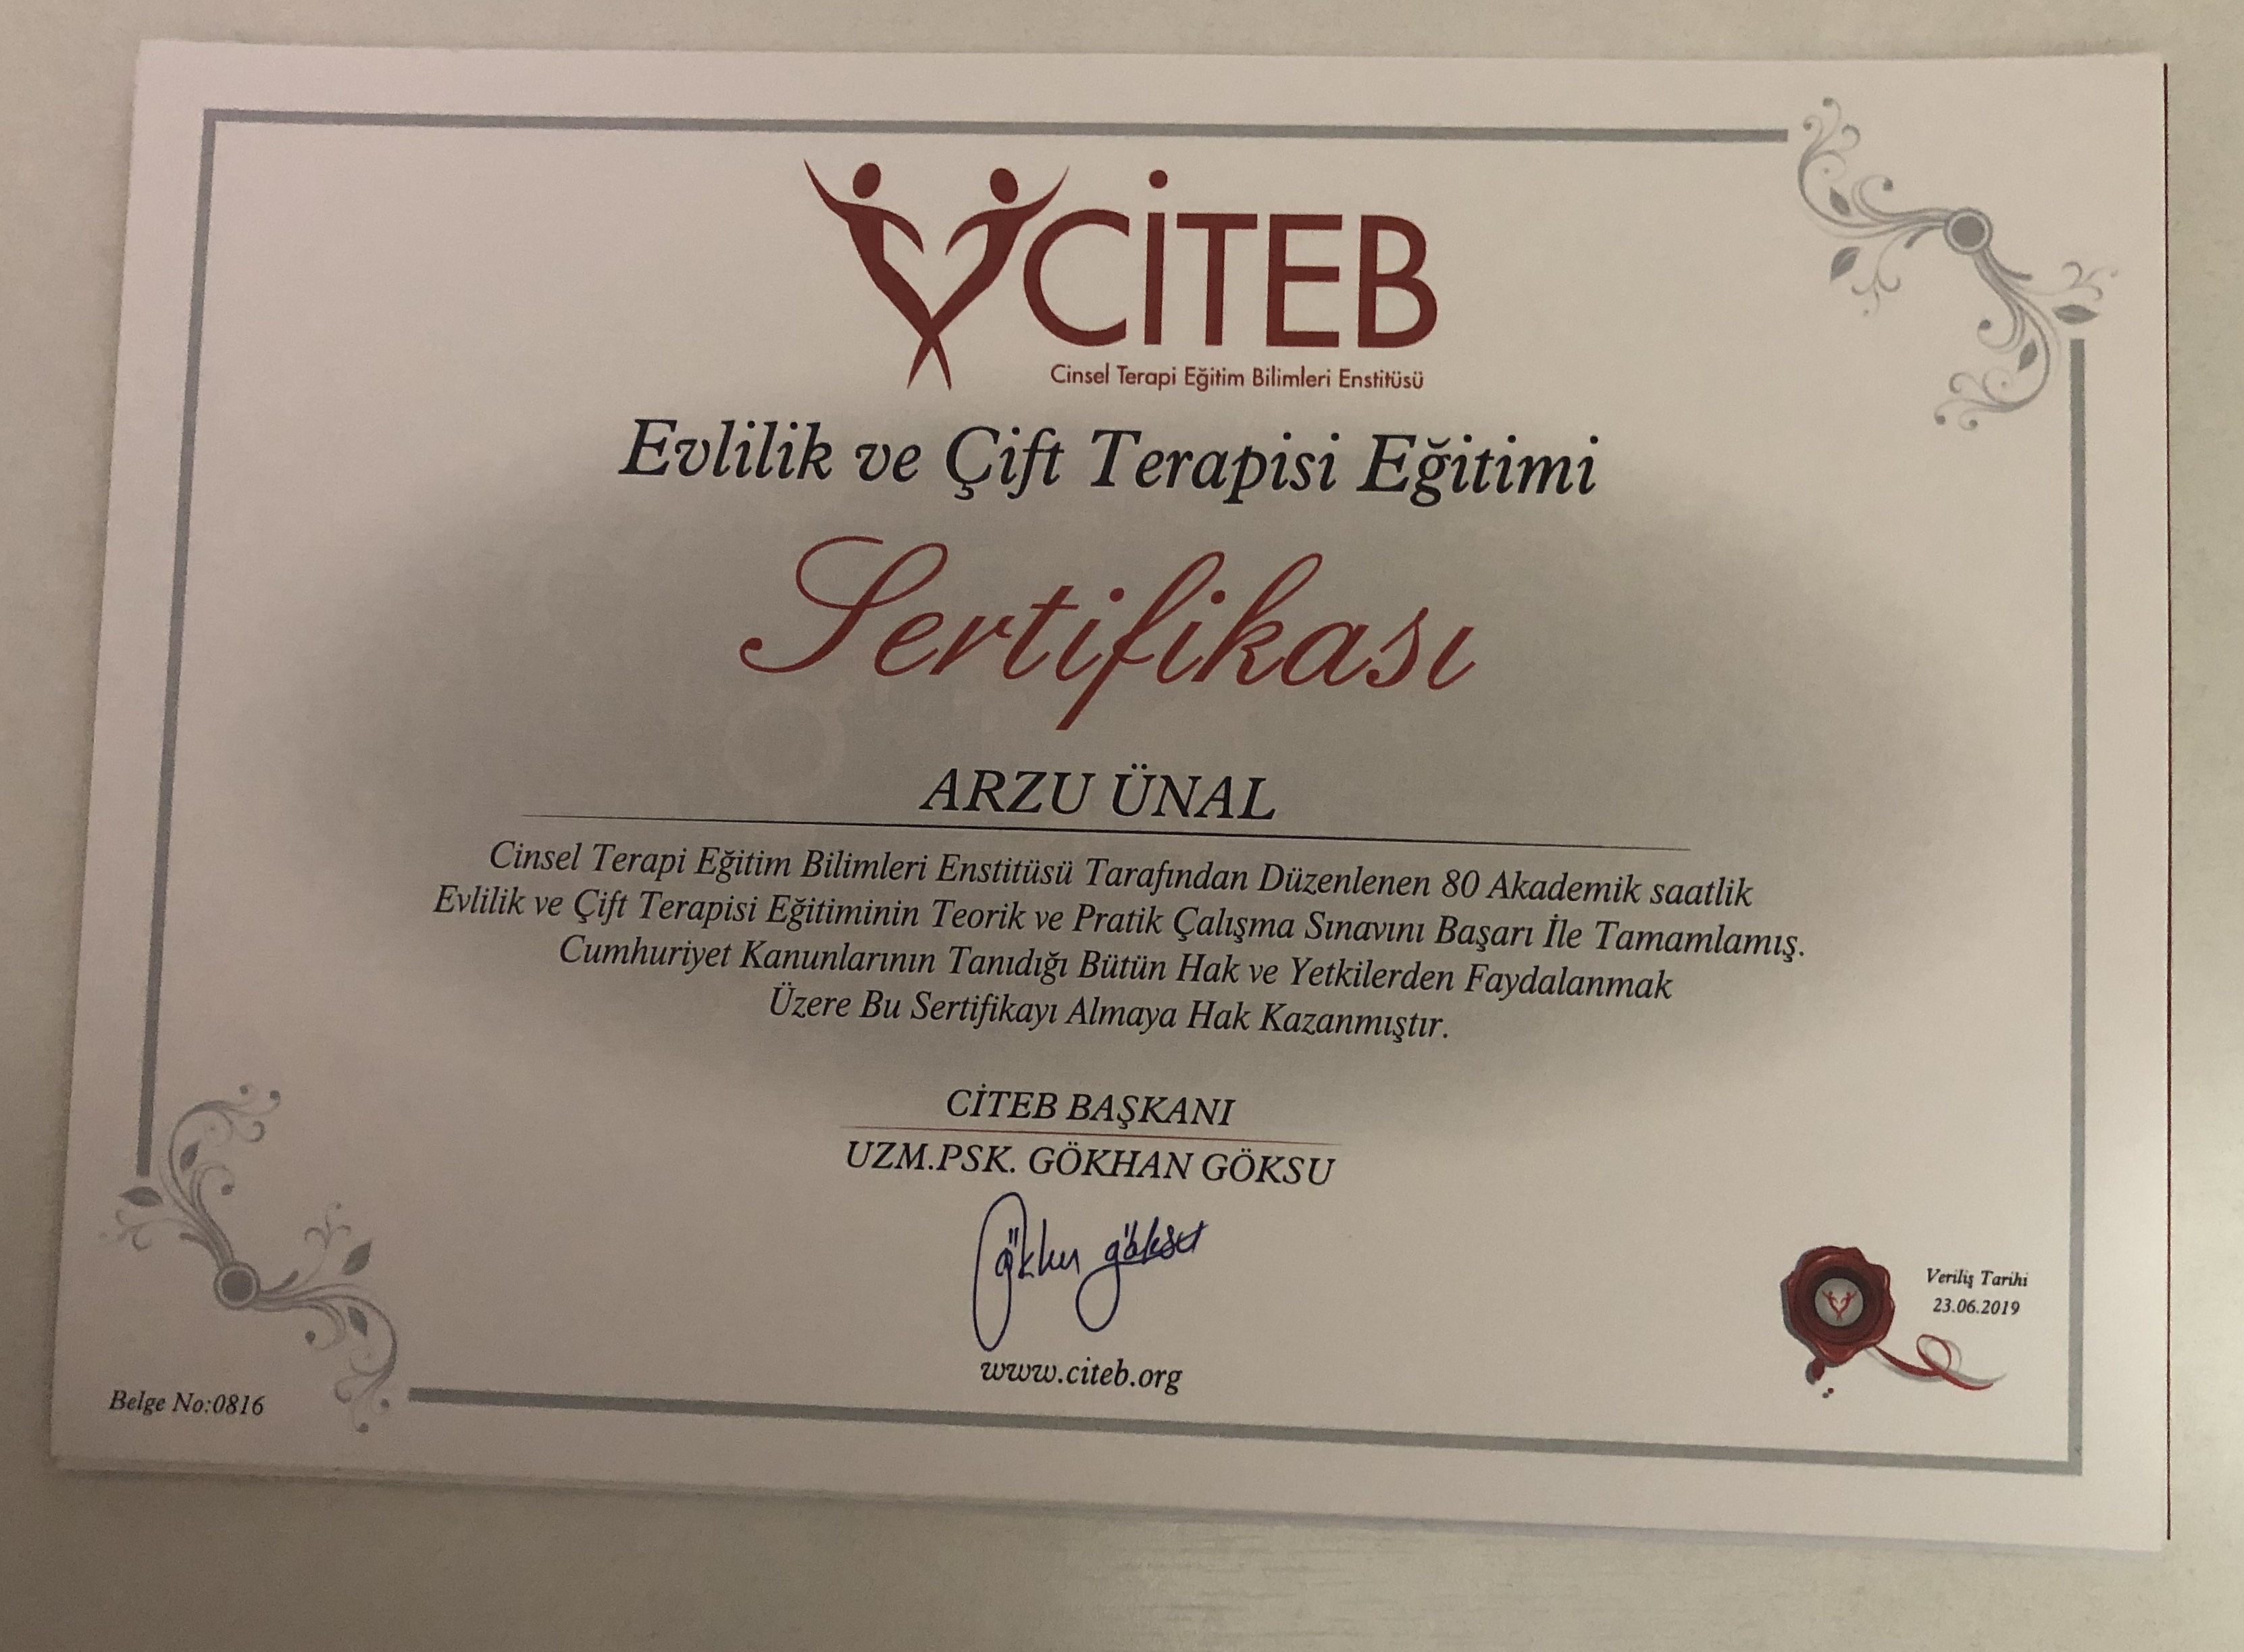 CİTEB
Cinsel Terapi Eğitim Bilimleri Enstitüsü
Evlilik ve Çift Terapisi Eğitimi
Sertifikası
ARZU ÜNAL
Cinsel Terapi Eğitim Bilimleri Enstitüsü Tarafından Düzenlenen 80 Akademik saatlik
Evlilik ve Çift Terapisi Eğitiminin Teorik ve Pratik Çalışma Sınavını Başarı İle Tamamlamış.
Cumhuriyet Kanunlarının Tanıdığı Bütün Hak ve Yetkilerden Faydalanmak
Üzere Bu Sertifikayı Almaya Hak Kazanmıştır.
CİTEB BAŞKANI
UZM.PSK. GÖKHAN GÖKSU
Gökhan göksu
www.citeb.org
Veriliş Tarihi
23.06.2019
Belge No:0816